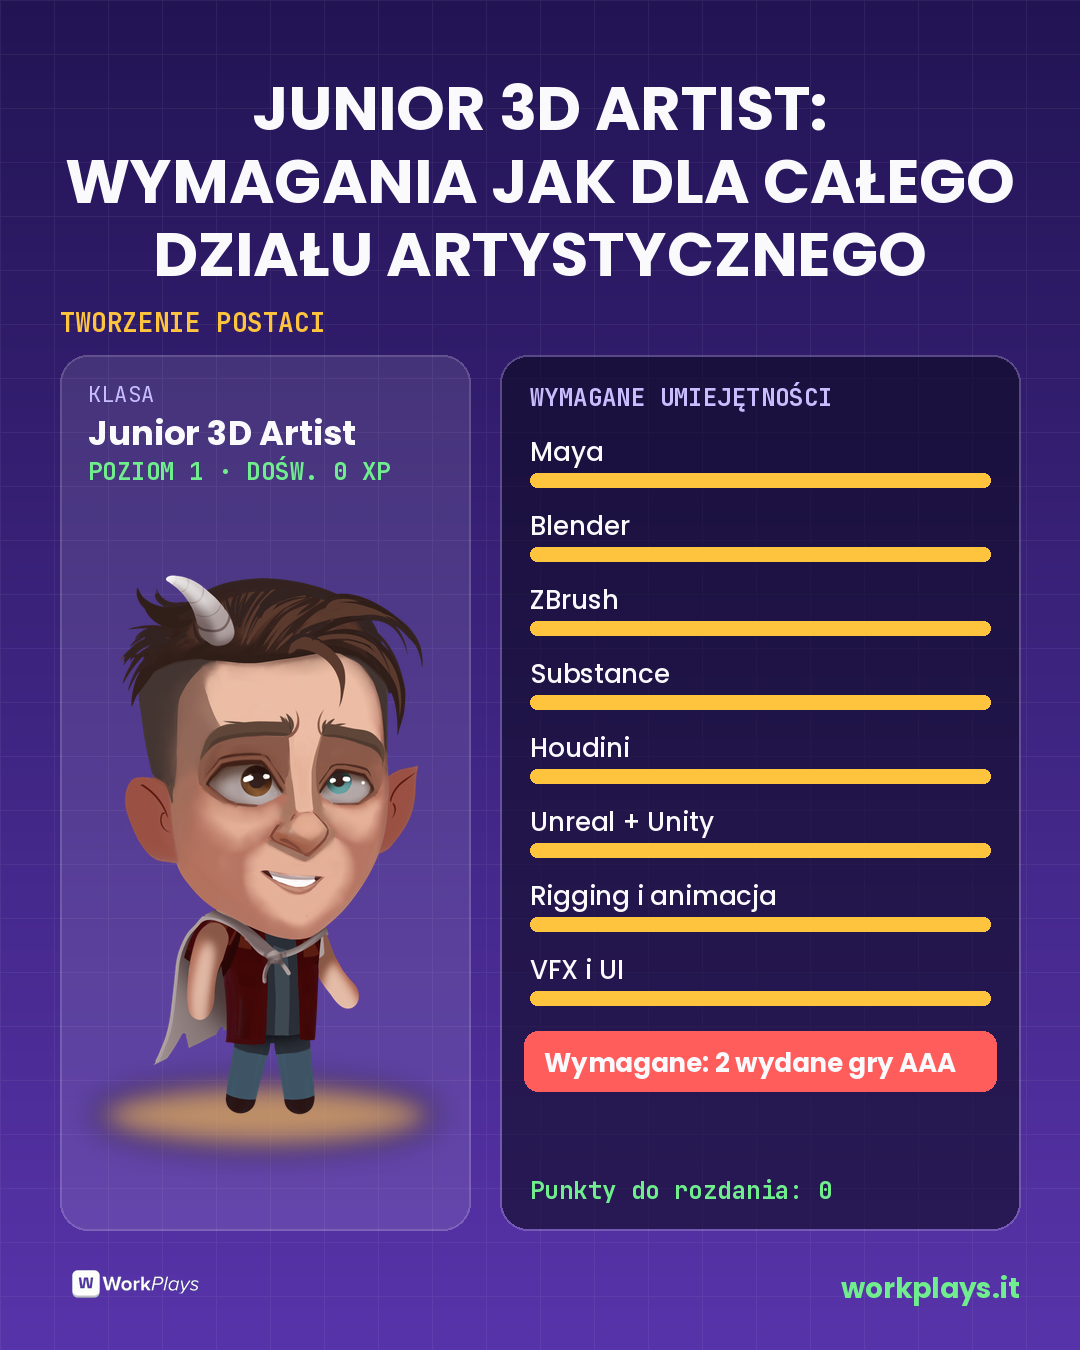 JUNIOR 3D ARTIST:
WYMAGANIA JAK DLA CAŁEGO
DZIAŁU ARTYSTYCZNEGO
TWORZENIE POSTACI
KLASA
Junior 3D Artist
POZIOM 1 · DOŚW. 0 XP
WYMAGANE UMIEJĘTNOŚCI
Maya
Blender
ZBrush
Substance
Houdini
Unreal + Unity
Rigging i animacja
VFX i UI
Wymagane: 2 wydane gry AAA
Punkty do rozdania: 0
W WorkPlays
workplays.it